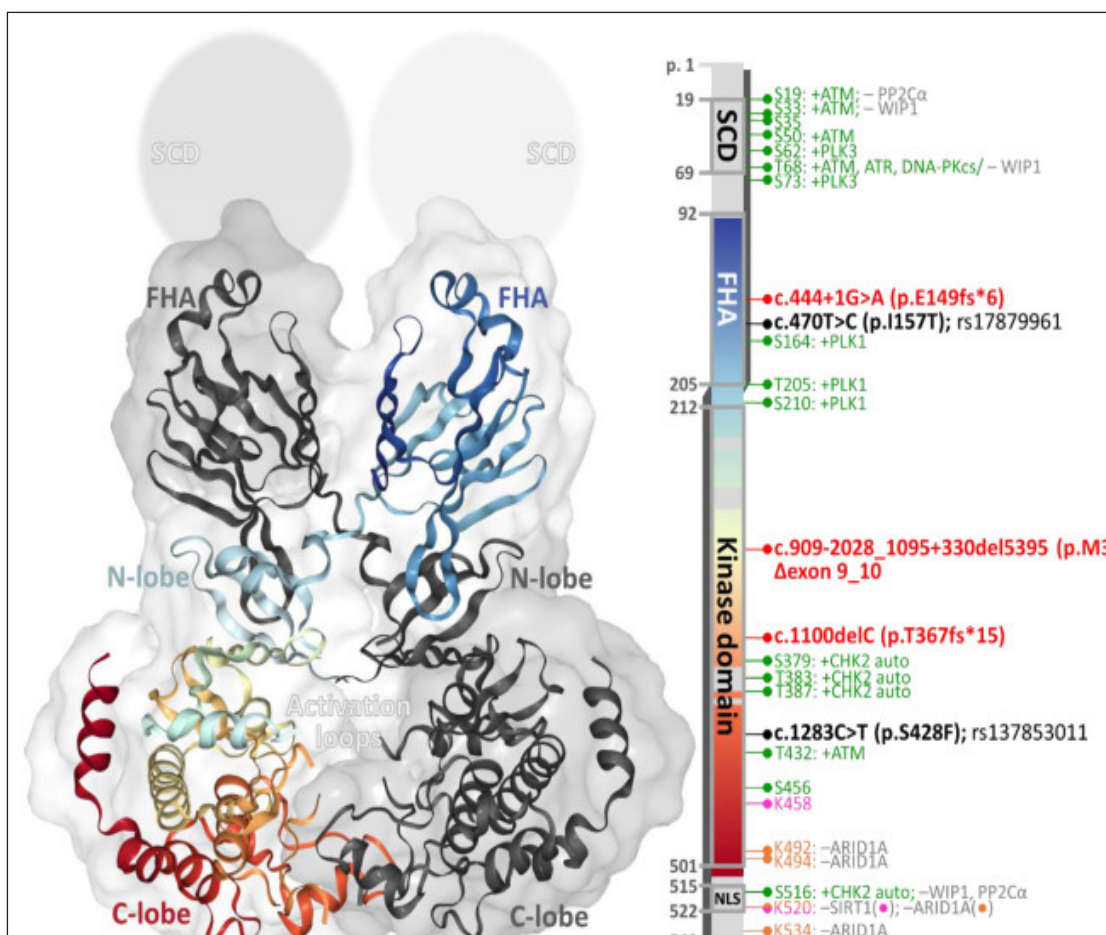 SCD
SCD
FHA
FHA
N-lobe
N-lobe
Activation
loops
C-lobe
C-lobe
p. 1
19
69
92
205
212
501
515
522
SCD
FHA
Kinase domain
NLS
S19: +ATM; – PP2Cα
S33: +ATM; – WIP1
S35
S50: +ATM
S62: +PLK3
T68: +ATM, ATR, DNA-PKcs/ – WIP1
S73: +PLK3
c.444+1G>A (p.E149fs*6)
c.470T>C (p.I157T); rs17879961
S164: +PLK1
T205: +PLK1
S210: +PLK1
c.909-2028_1095+330del5395 (p.M3
Δexon 9_10
c.1100delC (p.T367fs*15)
S379: +CHK2 auto
T383: +CHK2 auto
T387: +CHK2 auto
c.1283C>T (p.S428F); rs137853011
T432: +ATM
S456
K458
K492: –ARID1A
K494: –ARID1A
S516: +CHK2 auto; –WIP1, PP2Cα
K520: –SIRT1(●); –ARID1A(●)
K534: –ARID1A